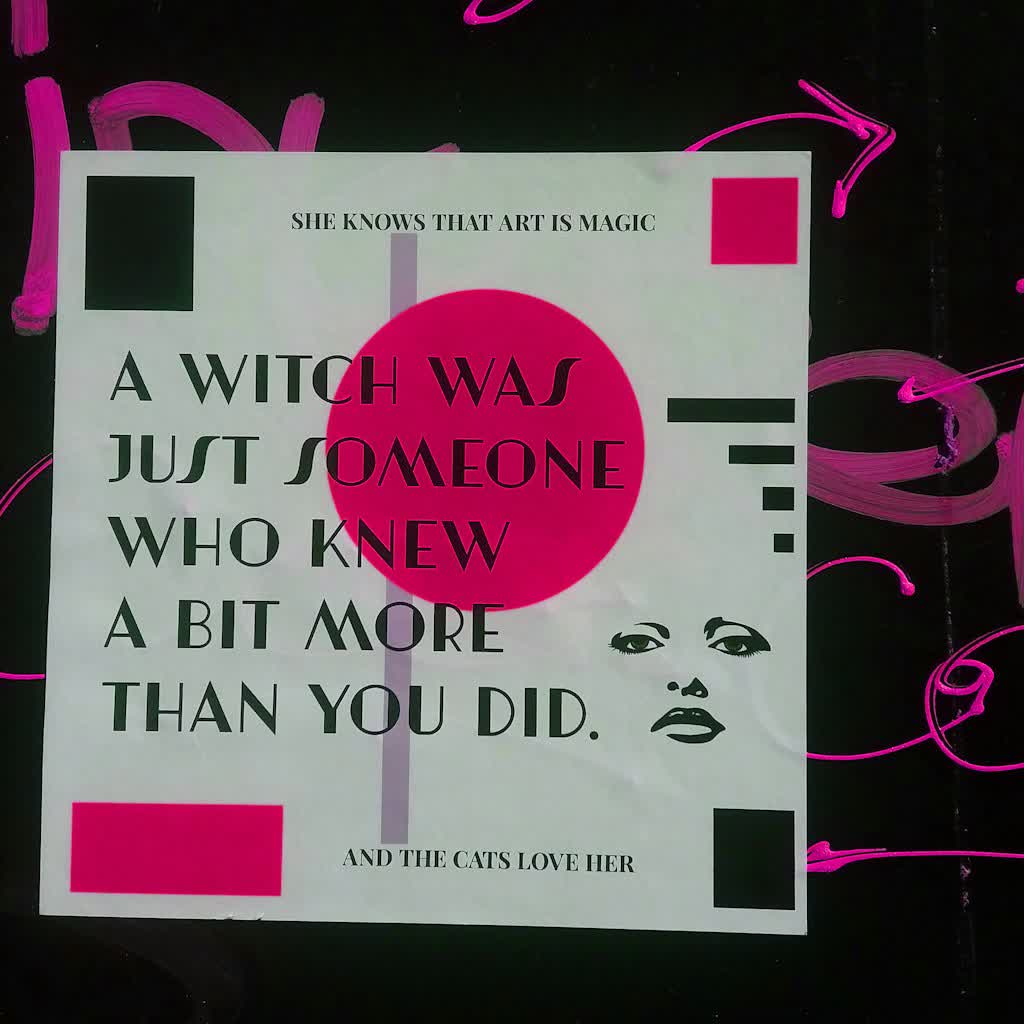 SHE KNOWS THAT ART IS MAGIC
A WITCH WAS
JUST SOMEONE
WHO KNEW
A BIT MORE
THAN YOU DID.
AND THE CATS LOVE HER